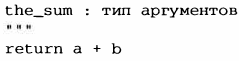 the_sum : тип аргументов
"""
return a + b